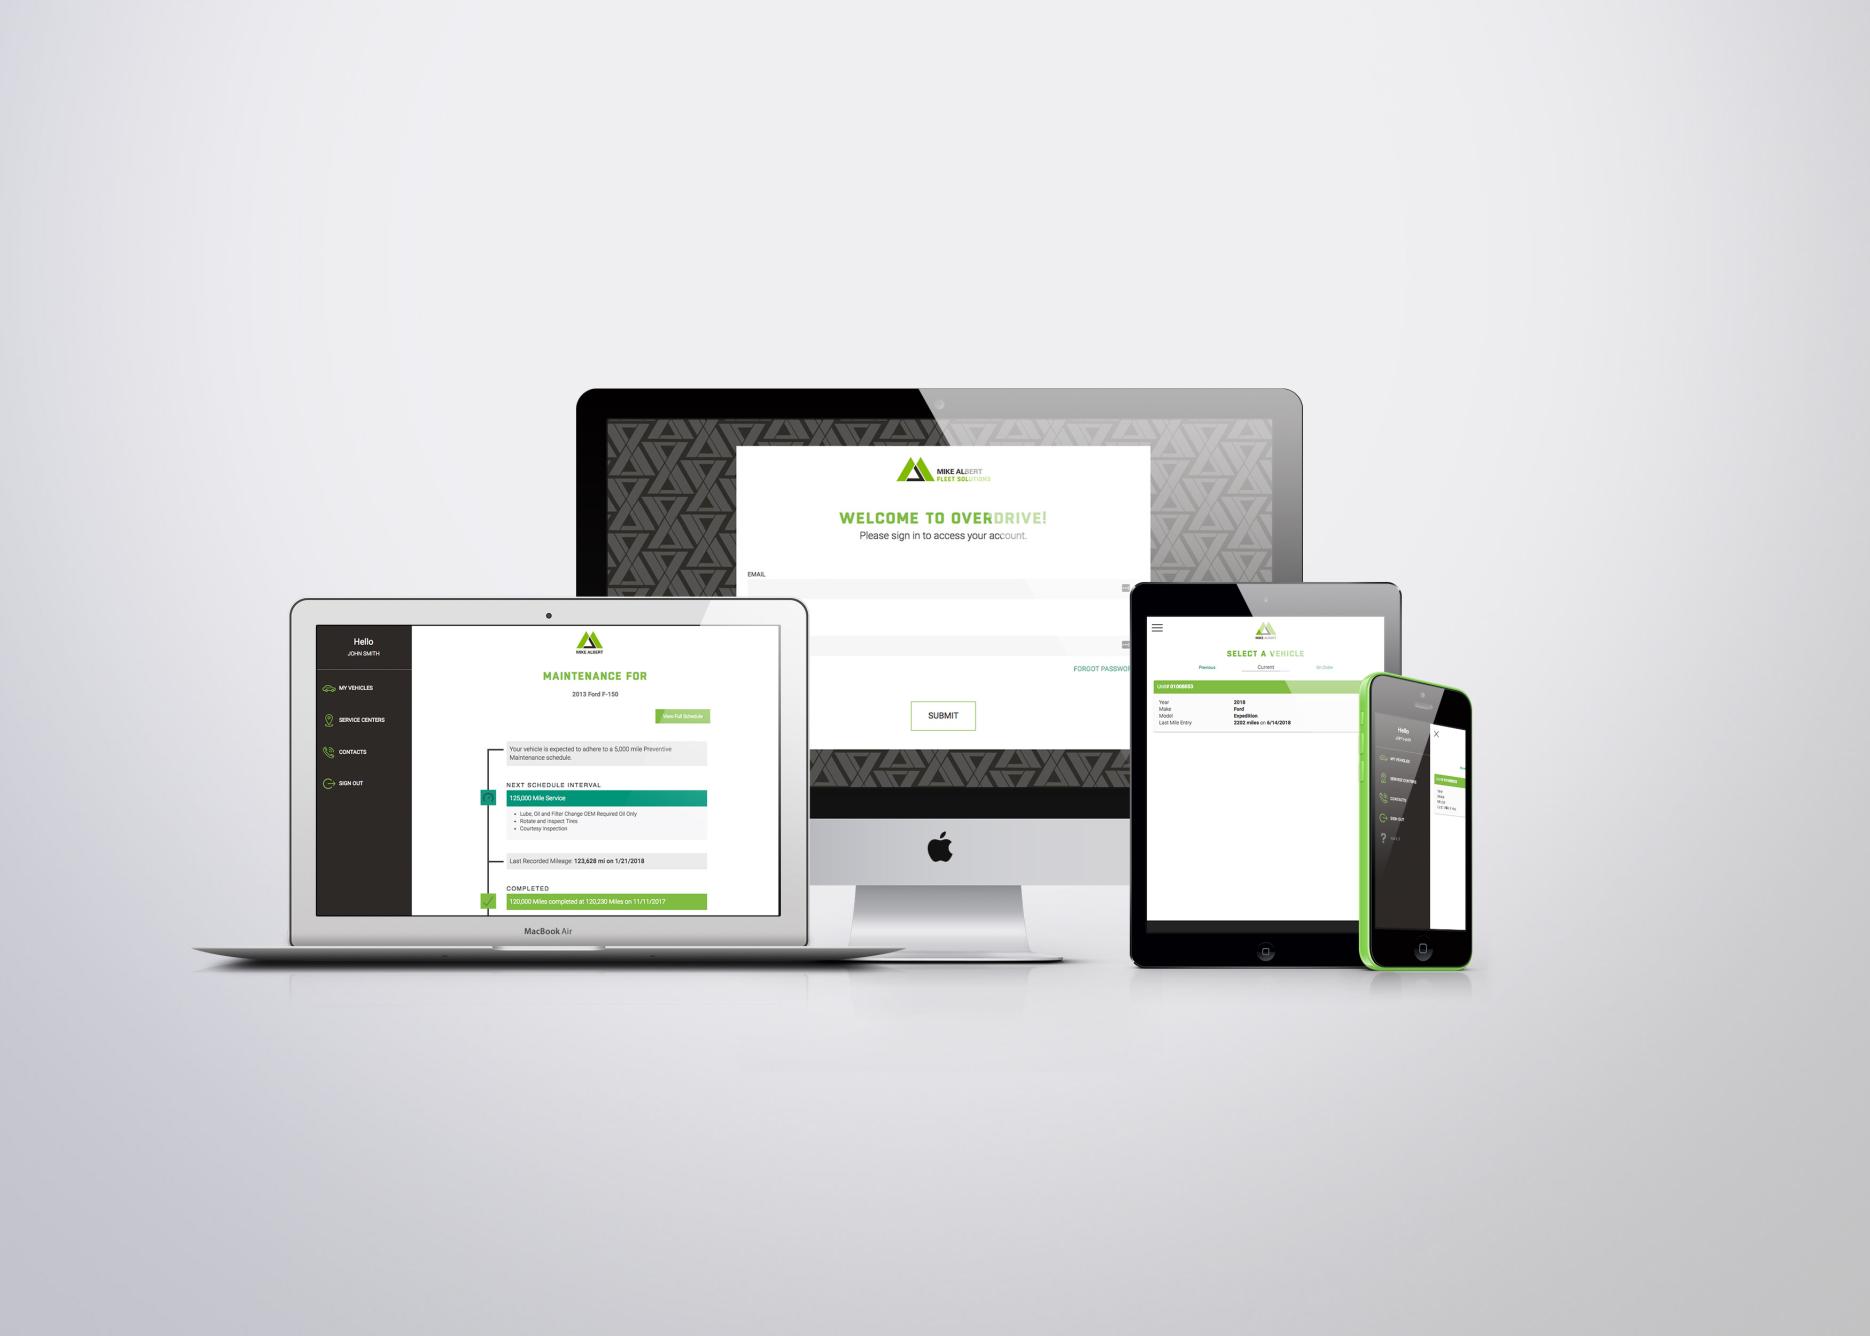 MIKE ALBERT
FLEET SOLUTIONS
WELCOME TO OVERDRIVE!
Please sign in to access your account.
EMAIL
FORGOT PASSWOR
SUBMIT
Hello
JOHN SMITH
MY VEHICLES
SERVICE CENTERS
CONTACTS
SIGN OUT
MIKE ALBERT
MAINTENANCE FOR
2013 Ford F-150
View Full Schedule
Your vehicle is expected to adhere to a 5,000 mile Preventive
Maintenance schedule.
NEXT SCHEDULE INTERVAL
125,000 Mile Service
• Lube, Oil and Filter Change OEM Required Oil Only
• Rotate and Inspect Tires
• Courtesy Inspection
Last Recorded Mileage: 123,628 mi on 1/21/2018
COMPLETED
120,000 Miles completed at 120,230 Miles on 11/11/2017
MacBook Air
MIKE ALBERT
SELECT A VEHICLE
Previous Current On Order
Unit# 01008053
Year 2018
Make Ford
Model Expedition
Last Mile Entry 2202 miles on 6/14/2018
Hello
MY VEHICLES
SERVICE CENTERS
CONTACTS
SIGN OUT
Year
Make
Model